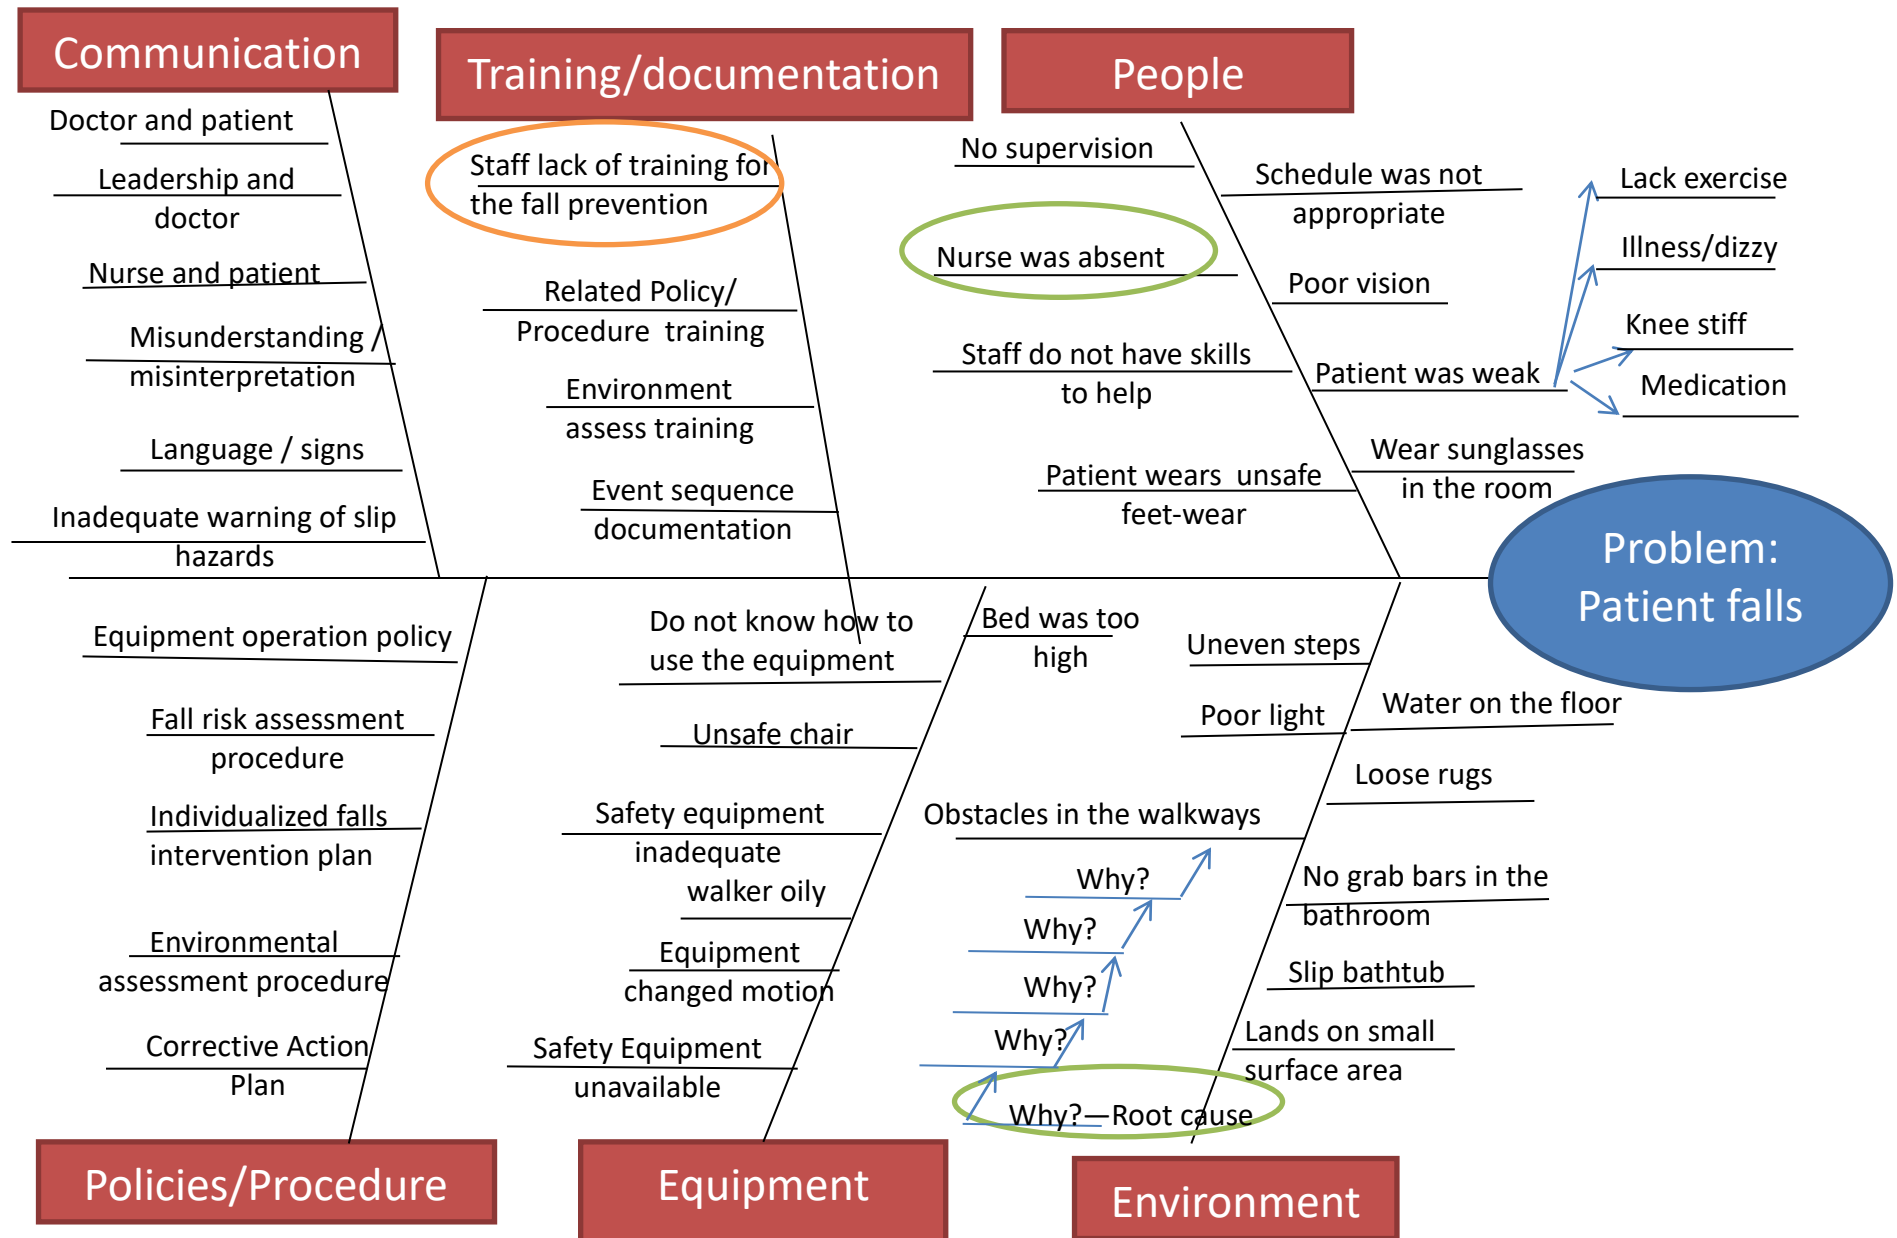 Communication
Doctor and patient
Leadership and
doctor
Nurse and patient
Misunderstanding /
misinterpretation
Language / signs
Inadequate warning of slip
hazards
Training/documentation
Staff lack of training for
the fall prevention
Related Policy/
Procedure training
Environment
assess training
Event sequence
documentation
People
No supervision
Nurse was absent
Staff do not have skills
to help
Patient wears unsafe
feet-wear
Schedule was not
appropriate
Poor vision
Patient was weak
Wear sunglasses
in the room
Lack exercise
Illness/dizzy
Knee stiff
Medication
Problem:
Patient falls
Equipment operation policy
Fall risk assessment
procedure
Individualized falls
intervention plan
Environmental
assessment procedure
Corrective Action
Plan
Policies/Procedure
Do not know how to
use the equipment
Unsafe chair
Safety equipment
inadequate
walker oily
Equipment
changed motion
Safety Equipment
unavailable
Bed was too
high
Equipment
Uneven steps
Poor light
Obstacles in the walkways
Why?
Why?
Why?
Why?
Why?—Root cause
Water on the floor
Loose rugs
No grab bars in the
bathroom
Slip bathtub
Lands on small
surface area
Environment